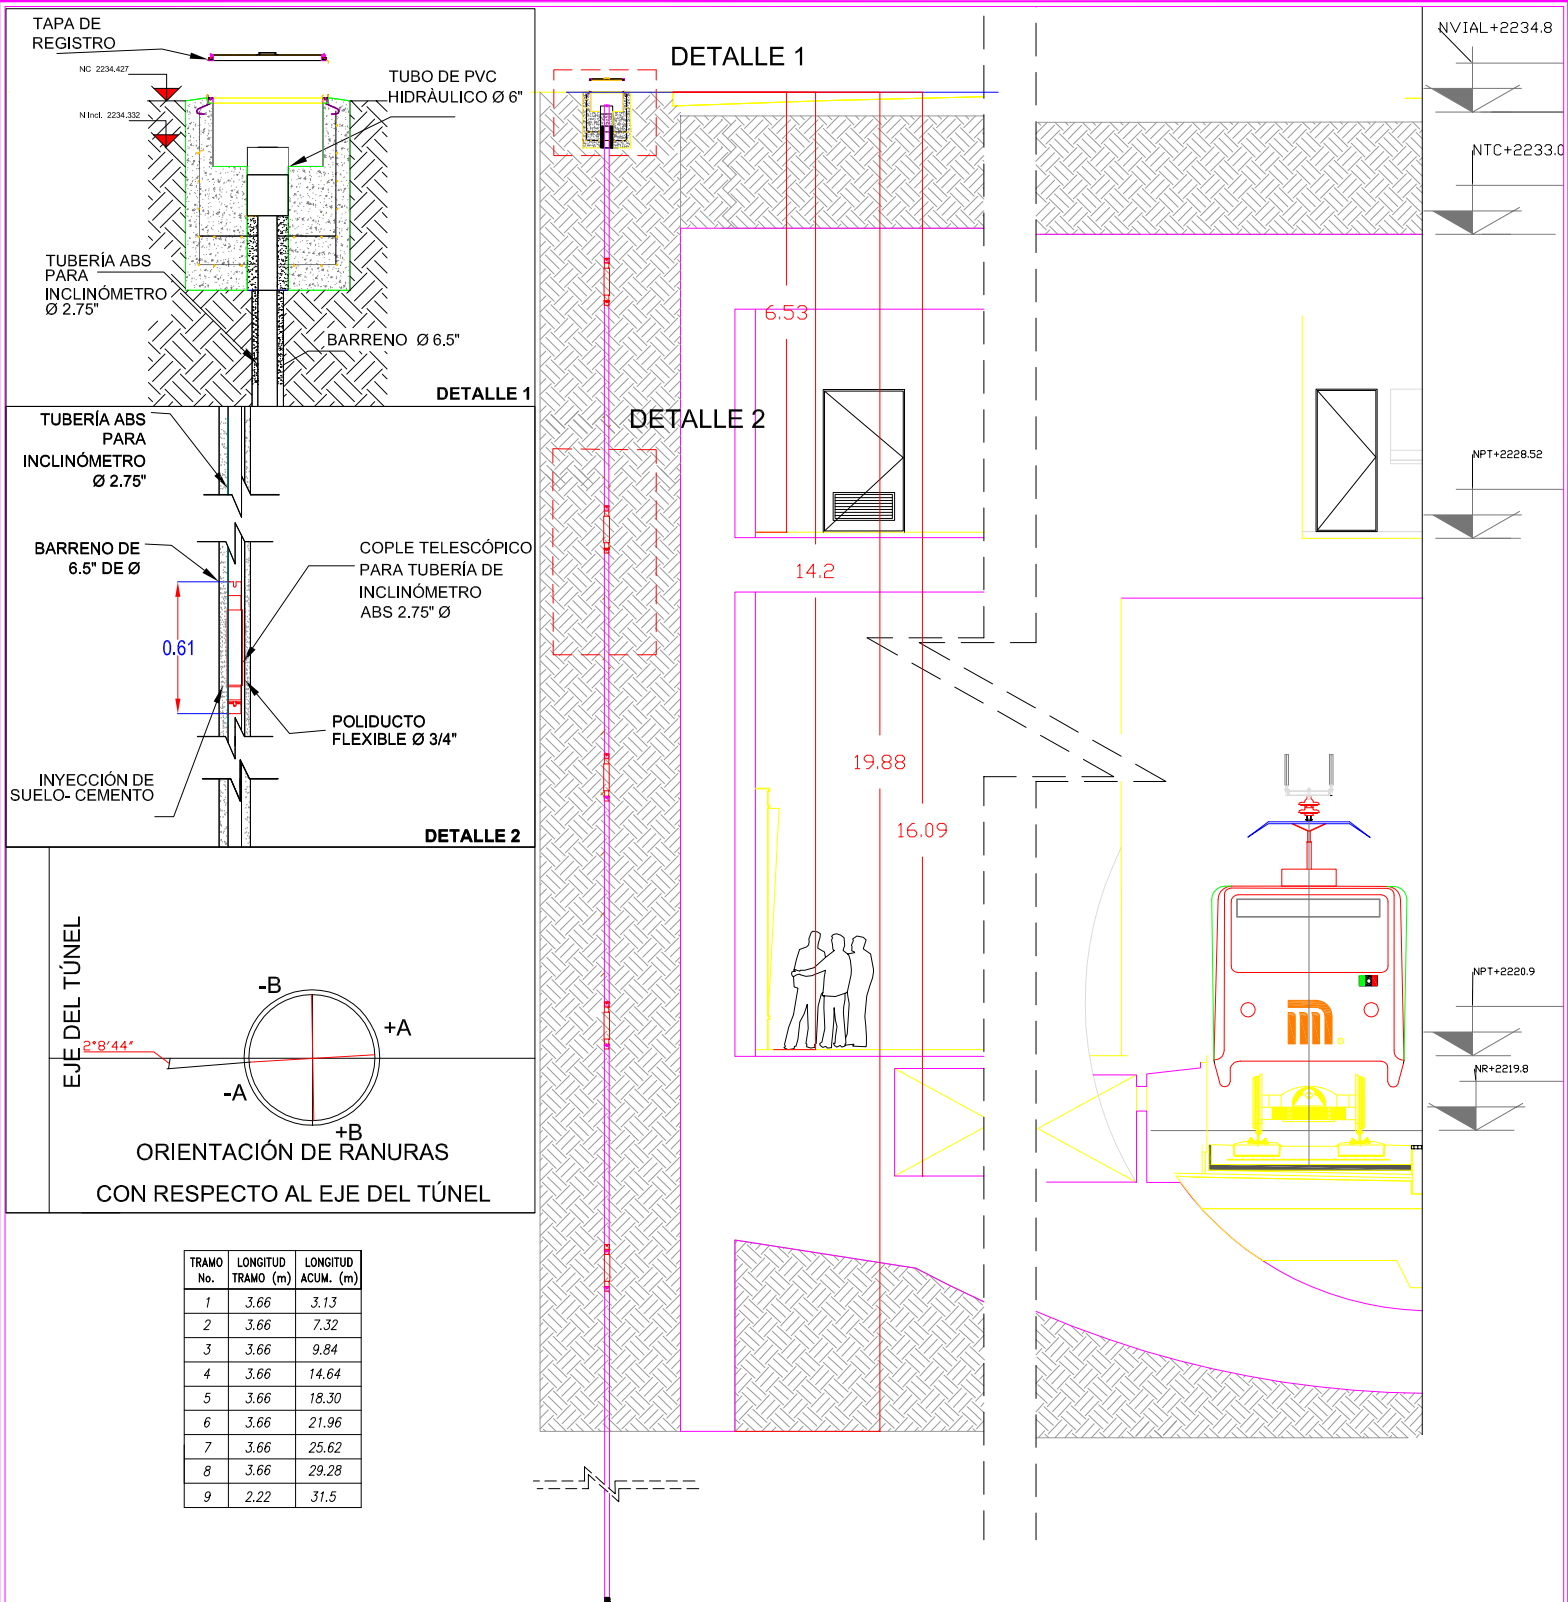 TAPA DE
REGISTRO
NC 2234.427
N Incl. 2234.332
TUBO DE PVC
HIDRÀULICO Ø 6"
TUBERÍA ABS
PARA
INCLINÓMETRO
Ø 2.75"
BARRENO Ø 6.5"
DETALLE 1
TUBERÍA ABS
PARA
INCLINÓMETRO
Ø 2.75"
BARRENO DE
6.5" DE Ø
COPLE TELESCÓPICO
PARA TUBERÍA DE
INCLINÓMETRO
ABS 2.75" Ø
0.61
POLIDUCTO
FLEXIBLE Ø 3/4"
INYECCIÓN DE
SUELO- CEMENTO
DETALLE 2
EJE DEL TÚNEL
2°8'44"
-B
+A
-A
+B
ORIENTACIÓN DE RANURAS
CON RESPECTO AL EJE DEL TÚNEL
TRAMO No. LONGITUD TRAMO (m) LONGITUD ACUM. (m)
1 3.66 3.13
2 3.66 7.32
3 3.66 9.84
4 3.66 14.64
5 3.66 18.30
6 3.66 21.96
7 3.66 25.62
8 3.66 29.28
9 2.22 31.5
DETALLE 1
DETALLE 2
6.53
14.2
19.88
16.09
NVIAL+2234.8
NTC+2233.0
NPT+2228.52
NPT+2220.9
NR+2219.8